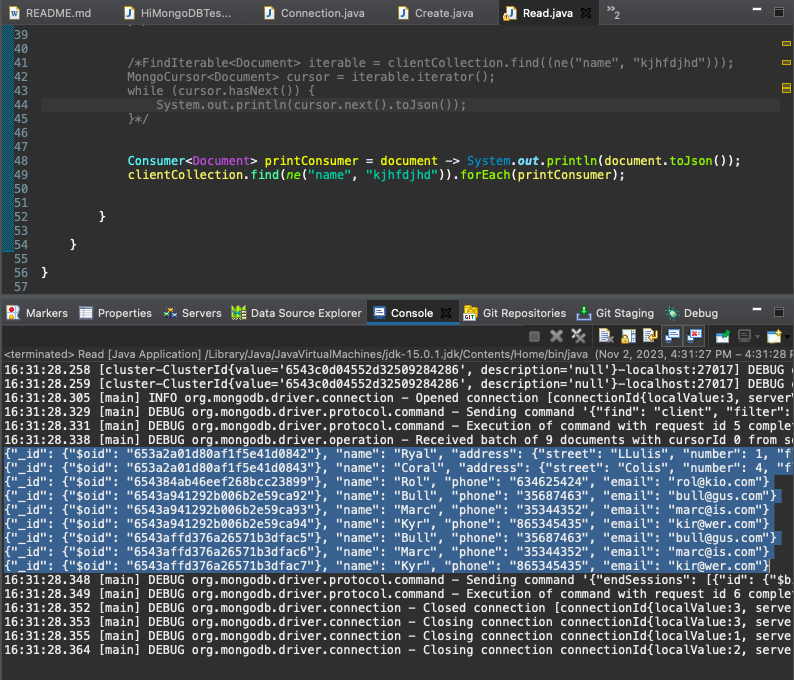 README.md HiMongoDBTes... Connection.java Create.java Read.java »2
39
40
41 /*FindIterable<Document> iterable = clientCollection.find((ne("name", "kjhfdjhd")));
42 MongoCursor<Document> cursor = iterable.iterator();
43 while (cursor.hasNext()) {
44 System.out.println(cursor.next().toJson());
45 }*/
46
47
48 Consumer<Document> printConsumer = document -> System.out.println(document.toJson());
49 clientCollection.find(ne("name", "kjhfdjhd")).forEach(printConsumer);
50
51
52 }
53
54 }
55
56 }
57
Markers Properties Servers Data Source Explorer Console Git Repositories Git Staging Debug
<terminated> Read [Java Application] /Library/Java/JavaVirtualMachines/jdk-15.0.1.jdk/Contents/Home/bin/java (Nov 2, 2023, 4:31:27 PM – 4:31:28 P
16:31:28.258 [cluster-ClusterId{value='6543c0d04552d32509284286', description='null'}-localhost:27017] DEBUG
16:31:28.259 [cluster-ClusterId{value='6543c0d04552d32509284286', description='null'}-localhost:27017] DEBUG
16:31:28.305 [main] INFO org.mongodb.driver.connection - Opened connection [connectionId{localValue:3, server
16:31:28.329 [main] DEBUG org.mongodb.driver.protocol.command - Sending command '{"find": "client", "filter":
16:31:28.331 [main] DEBUG org.mongodb.driver.protocol.command - Execution of command with request id 5 comple
16:31:28.338 [main] DEBUG org.mongodb.driver.operation - Received batch of 9 documents with cursorId 0 from se
{"_id": {"$oid": "653a2a01d80af1f5e41d0842"}, "name": "Ryal", "address": {"street": "LLulis", "number": 1, "f
{"_id": {"$oid": "653a2a01d80af1f5e41d0843"}, "name": "Coral", "address": {"street": "Colis", "number": 4, "f
{"_id": {"$oid": "654384ab46eef268bcc23899"}, "name": "Rol", "phone": "634625424", "email": "rol@kio.com"}
{"_id": {"$oid": "6543a941292b006b2e59ca92"}, "name": "Bull", "phone": "35687463", "email": "bull@gus.com"}
{"_id": {"$oid": "6543a941292b006b2e59ca93"}, "name": "Marc", "phone": "35344352", "email": "marc@is.com"}
{"_id": {"$oid": "6543a941292b006b2e59ca94"}, "name": "Kyr", "phone": "865345435", "email": "kir@wer.com"}
{"_id": {"$oid": "6543affd376a26571b3dfac5"}, "name": "Bull", "phone": "35687463", "email": "bull@gus.com"}
{"_id": {"$oid": "6543affd376a26571b3dfac6"}, "name": "Marc", "phone": "35344352", "email": "marc@is.com"}
{"_id": {"$oid": "6543affd376a26571b3dfac7"}, "name": "Kyr", "phone": "865345435", "email": "kir@wer.com"}
16:31:28.348 [main] DEBUG org.mongodb.driver.protocol.command - Sending command '{"endSessions": [{"id": {"$b
16:31:28.349 [main] DEBUG org.mongodb.driver.protocol.command - Execution of command with request id 6 comple
16:31:28.352 [main] DEBUG org.mongodb.driver.connection - Closed connection [connectionId{localValue:3, serve
16:31:28.353 [main] DEBUG org.mongodb.driver.connection - Closing connection connectionId{localValue:3, serve
16:31:28.355 [main] DEBUG org.mongodb.driver.connection - Closing connection connectionId{localValue:1, serve
16:31:28.364 [main] DEBUG org.mongodb.driver.connection - Closing connection connectionId{localValue:2, serve